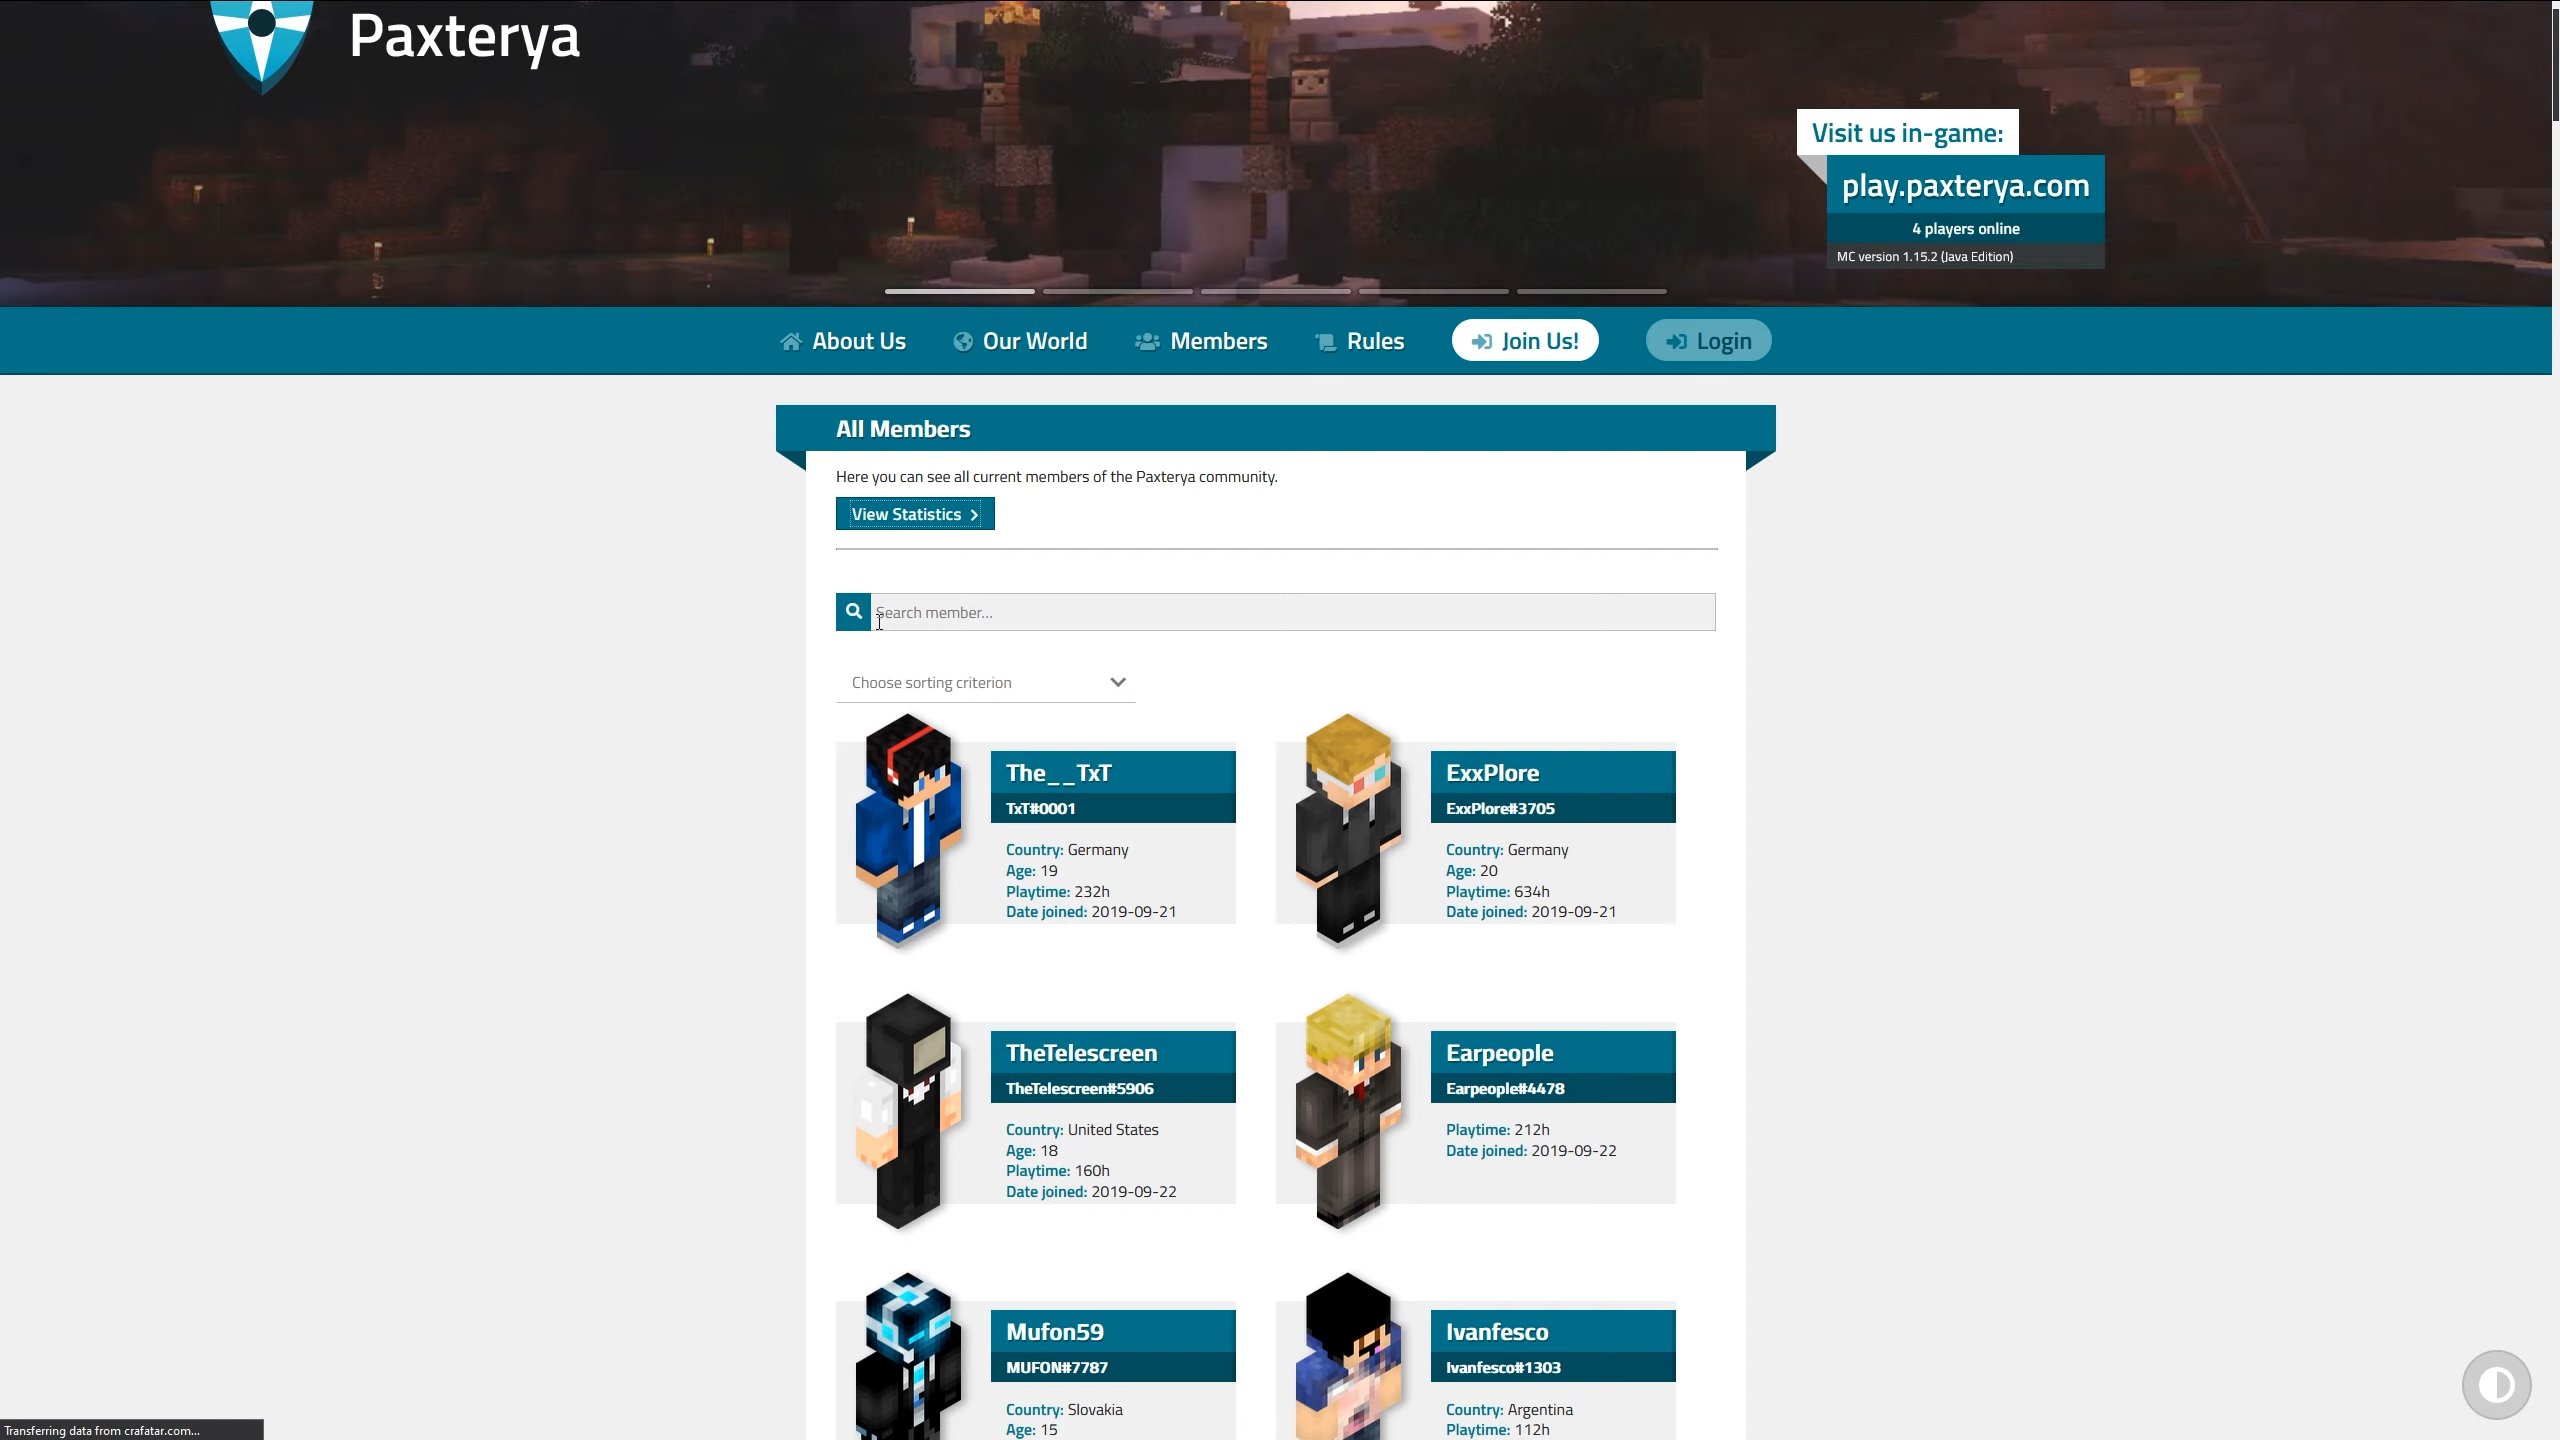 Paxterya
Visit us in-game:
play.paxterya.com
4 players online
MC version 1.15.2 (Java Edition)
About Us
Our World
Members
Rules
Join Us!
Login
All Members
Here you can see all current members of the Paxterya community.
View Statistics
Search member...
Choose sorting criterion
The__TxT
TxT#0001
Country: Germany
Age: 19
Playtime: 232h
Date joined: 2019-09-21
ExxPlore
ExxPlore#3705
Country: Germany
Age: 20
Playtime: 634h
Date joined: 2019-09-21
TheTelescreen
TheTelescreen#5906
Country: United States
Age: 18
Playtime: 160h
Date joined: 2019-09-22
Earpeople
Earpeople#4478
Playtime: 212h
Date joined: 2019-09-22
Mufon59
MUFON#7787
Country: Slovakia
Age: 15
Ivanfesco
Ivanfesco#1303
Country: Argentina
Playtime: 112h
Transferring data from crafatar.com...